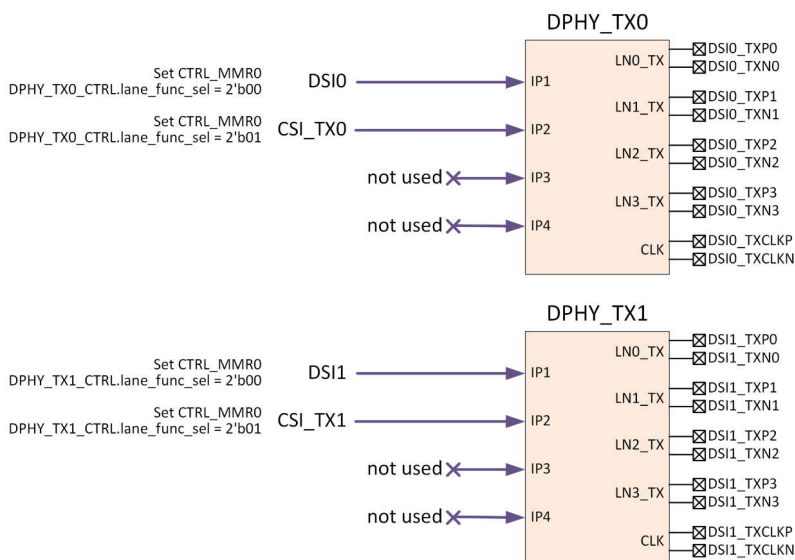 DPHY_TX0
Set CTRL_MMR0
DPHY_TX0_CTRL.lane_func_sel = 2'b00
DSI0
IP1
Set CTRL_MMR0
DPHY_TX0_CTRL.lane_func_sel = 2'b01
CSI_TX0
IP2
not used
IP3
not used
IP4
LN0_TX
DSI0_TXP0
DSI0_TXN0
LN1_TX
DSI0_TXP1
DSI0_TXN1
LN2_TX
DSI0_TXP2
DSI0_TXN2
LN3_TX
DSI0_TXP3
DSI0_TXN3
CLK
DSI0_TXCLKP
DSI0_TXCLKN
DPHY_TX1
Set CTRL_MMR0
DPHY_TX1_CTRL.lane_func_sel = 2'b00
DSI1
IP1
Set CTRL_MMR0
DPHY_TX1_CTRL.lane_func_sel = 2'b01
CSI_TX1
IP2
not used
IP3
not used
IP4
LN0_TX
DSI1_TXP0
DSI1_TXN0
LN1_TX
DSI1_TXP1
DSI1_TXN1
LN2_TX
DSI1_TXP2
DSI1_TXN2
LN3_TX
DSI1_TXP3
DSI1_TXN3
CLK
DSI1_TXCLKP
DSI1_TXCLKN